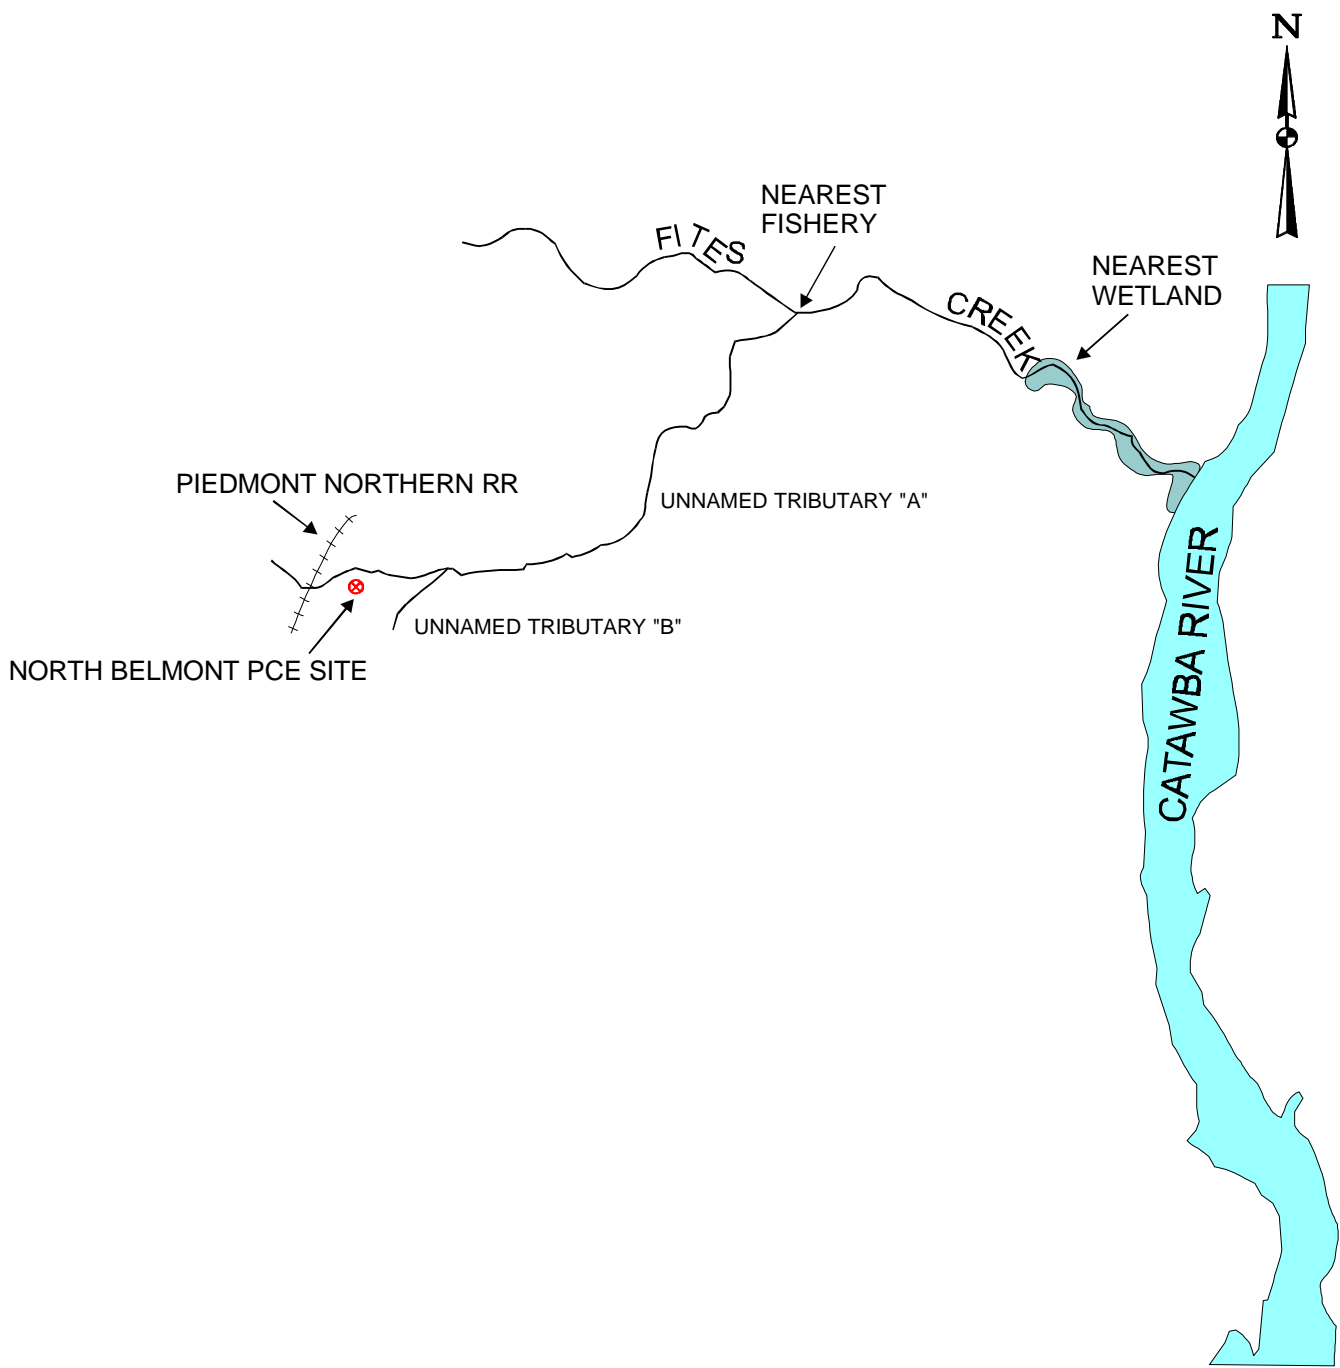 N
NEAREST
FISHERY
FITES
NEAREST
WETLAND
CREEK
PIEDMONT NORTHERN RR
UNNAMED TRIBUTARY "A"
CATAWBA RIVER
UNNAMED TRIBUTARY "B"
NORTH BELMONT PCE SITE